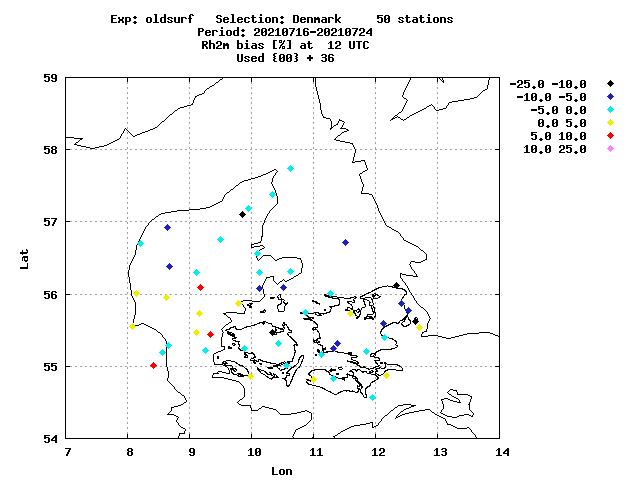 Exp: oldsurf   Selection: Denmark     50 stations
Period: 20210716-20210724
Rh2m bias [%] at  12 UTC
Used {00} + 36
59
58
57
56
55
54
Lat
7 8 9 10 11 12 13 14
Lon
-25.0 -10.0
-10.0 -5.0
-5.0 0.0
0.0 5.0
5.0 10.0
10.0 25.0